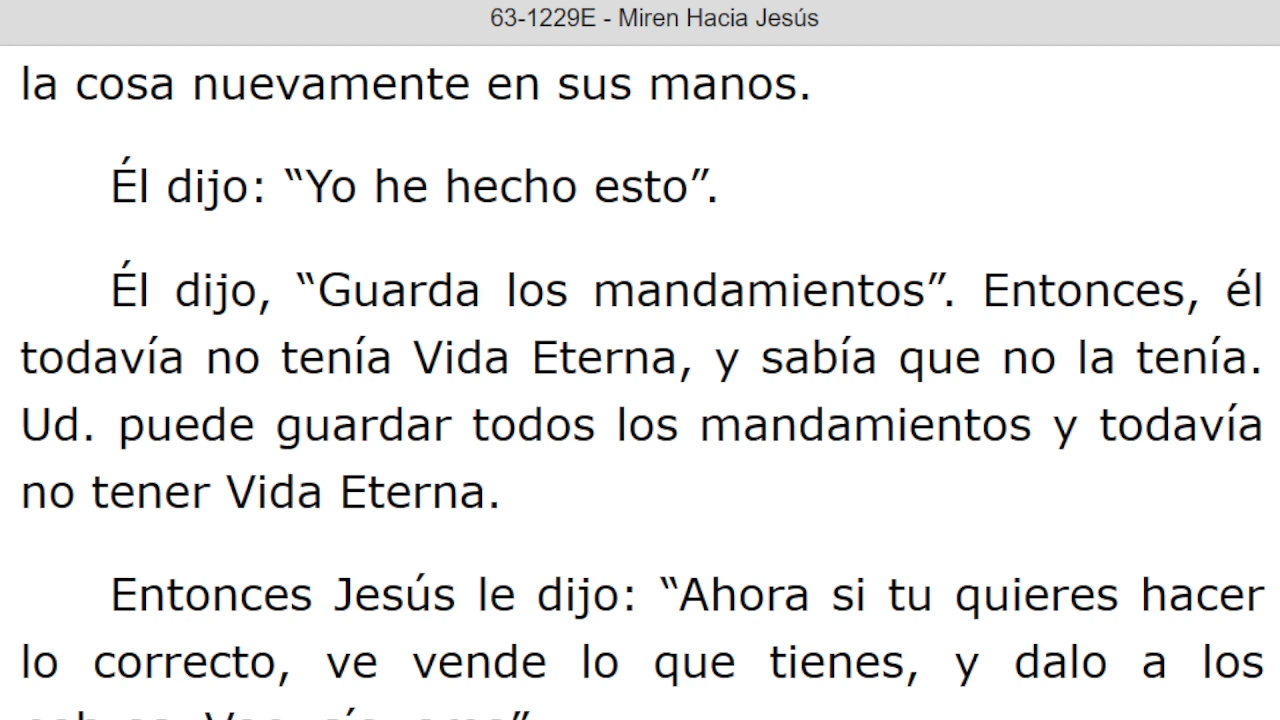 63-1229E - Miren Hacia Jesús
la cosa nuevamente en sus manos.
Él dijo: “Yo he hecho esto”.
Él dijo, “Guarda los mandamientos”. Entonces, él
todavía no tenía Vida Eterna, y sabía que no la tenía.
Ud. puede guardar todos los mandamientos y todavía
no tener Vida Eterna.
Entonces Jesús le dijo: “Ahora si tu quieres hacer
lo correcto, ve vende lo que tienes, y dalo a los